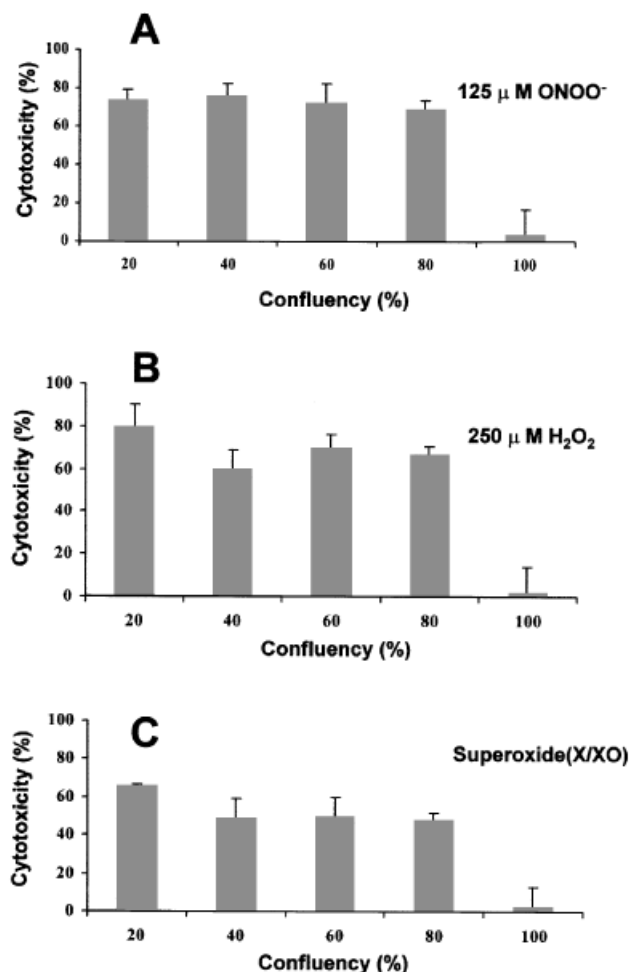 A
100
80
60
40
20
0
Cytotoxicity (%)
125 μ M ONOO⁻
20 40 60 80 100
Confluency (%)
B
100
80
60
40
20
0
Cytotoxicity (%)
250 μ M H₂O₂
20 40 60 80 100
Confluency (%)
C
100
80
60
40
20
0
Cytotoxicity (%)
Superoxide(X/XO)
20 40 60 80 100
Confluency (%)